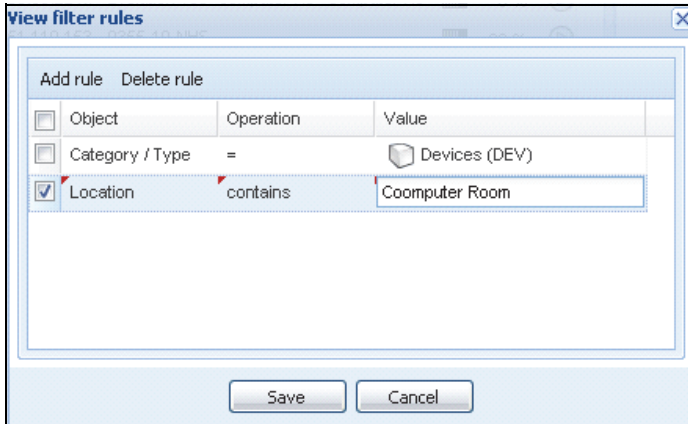 View filter rules
Add rule Delete rule
Object Operation Value
Category / Type = Devices (DEV)
Location contains Coomputer Room
Save Cancel